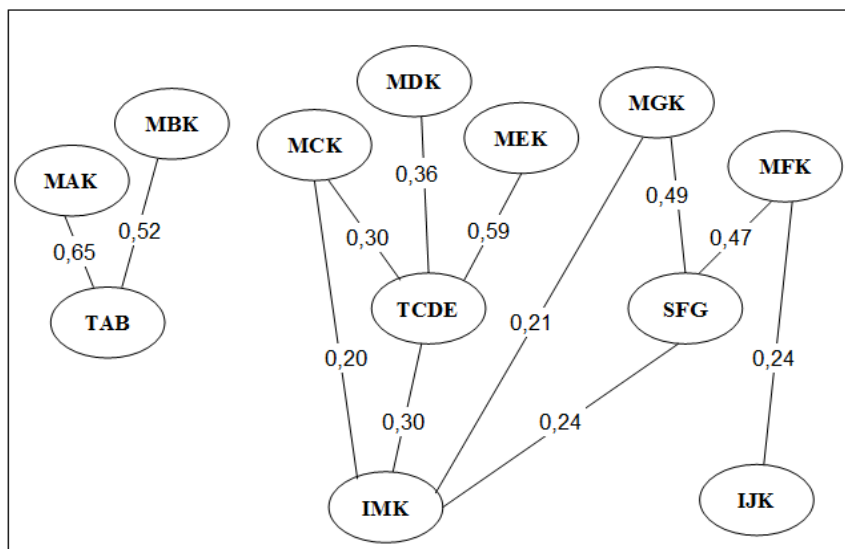 MDK
MGK
MBK
MCK
MEK
MFK
MAK
0,36
0,49
0,52
0,30
0,59
0,47
0,65
TAB
TCDE
SFG
0,20
0,21
0,24
0,30
0,24
IMK
IJK